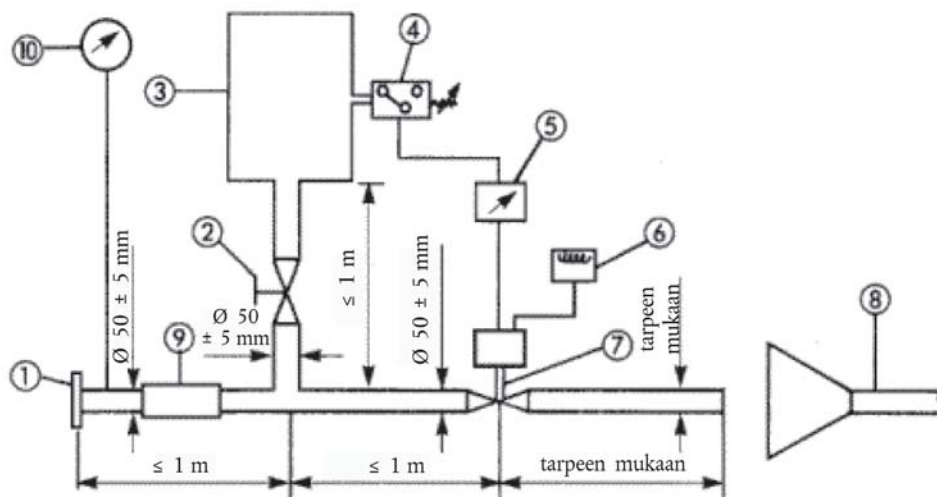 10
4
3
5
2
6
Ø 50 ± 5 mm
≤ 1 m
Ø 50
± 5 mm
Ø 50 ± 5 mm
tarpeen
mukaan
7
8
9
1
≤ 1 m
≤ 1 m
tarpeen mukaan